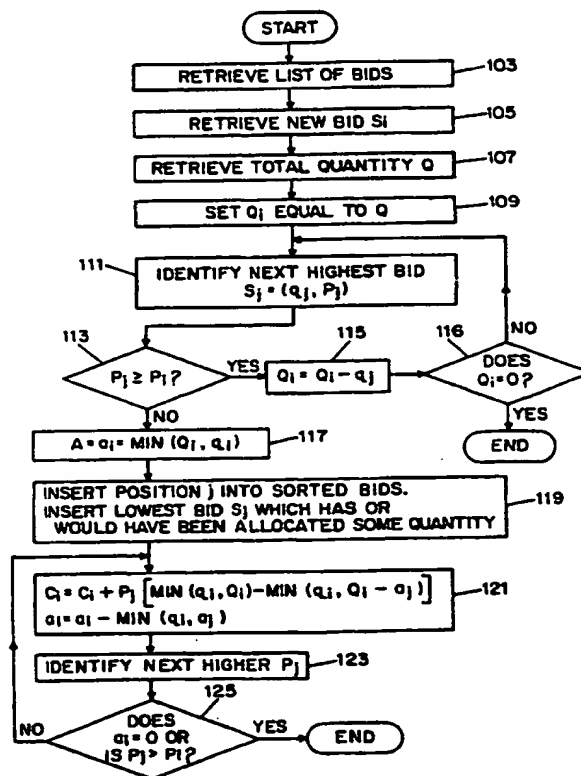 START
RETRIEVE LIST OF BIDS
103
RETRIEVE NEW BID Si
105
RETRIEVE TOTAL QUANTITY Q
107
SET Qi EQUAL TO Q
109
111
IDENTIFY NEXT HIGHEST BID
Sj = (qj, Pj)
113
Pj ≥ Pi?
YES
115
Qi = Qi - qj
116
DOES
Qi = 0?
NO
YES
END
NO
A = ai = MIN (Qi, qi)
117
INSERT POSITION j INTO SORTED BIDS.
INSERT LOWEST BID Sj WHICH HAS OR
WOULD HAVE BEEN ALLOCATED SOME QUANTITY
119
Ci = Ci + Pj [MIN (qj, Qi) - MIN (qi, Qi - aj)]
ai = ai - MIN (qi, aj)
121
IDENTIFY NEXT HIGHER Pj
123
125
DOES
ai = 0 OR
IS Pj > Pi?
NO
YES
END